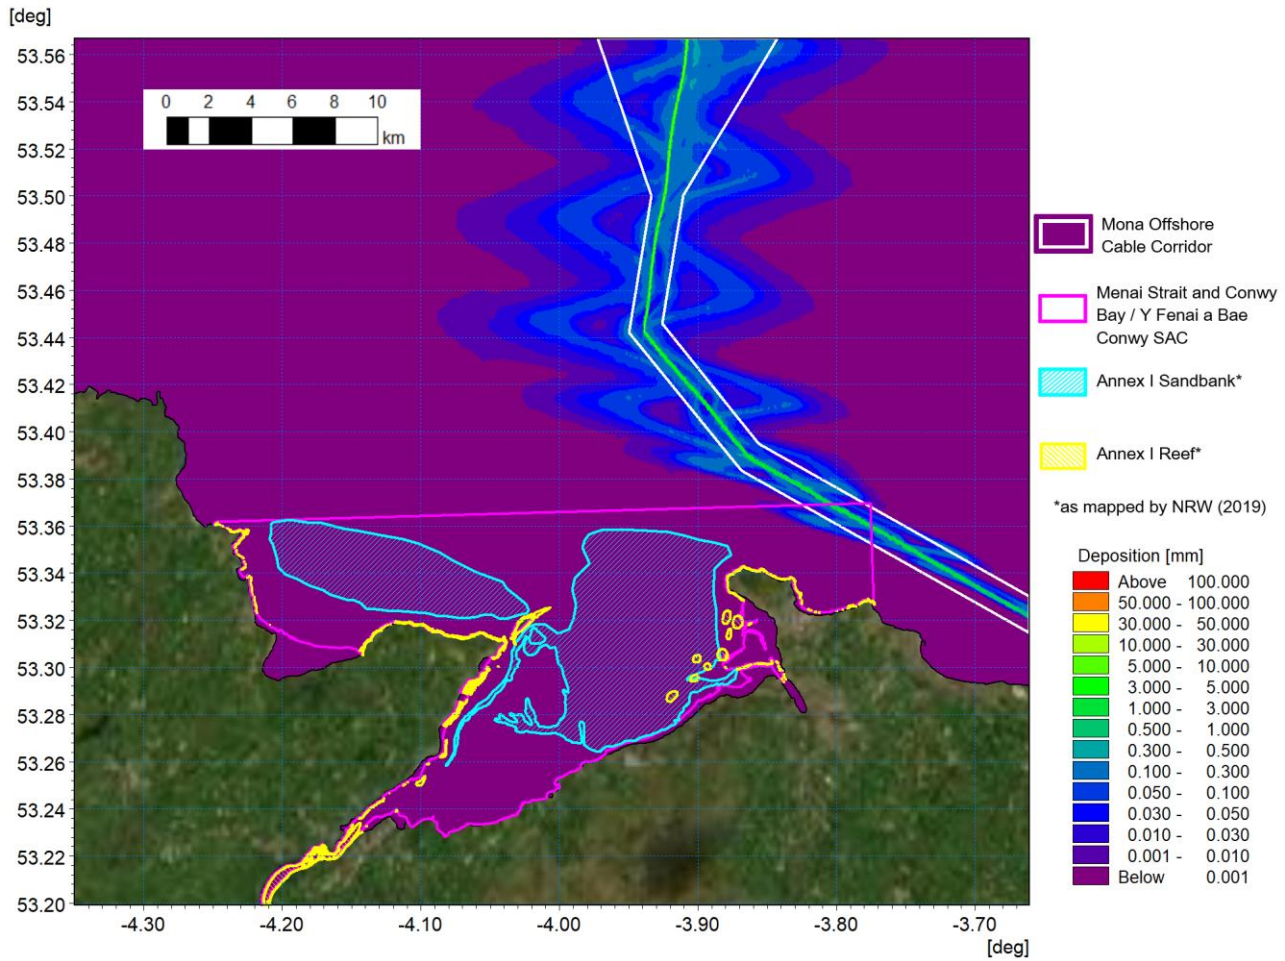 [deg]
53.56
53.54
53.52
53.50
53.48
53.46
53.44
53.42
53.40
53.38
53.36
53.34
53.32
53.30
53.28
53.26
53.24
53.22
53.20
0 2 4 6 8 10
km
-4.30 -4.20 -4.10 -4.00 -3.90 -3.80 -3.70
[deg]
Mona Offshore
Cable Corridor
Menai Strait and Conwy
Bay / Y Fenai a Bae
Conwy SAC
Annex I Sandbank*
Annex I Reef*
*as mapped by NRW (2019)
Deposition [mm]
Above 100.000
50.000 - 100.000
30.000 - 50.000
10.000 - 30.000
5.000 - 10.000
3.000 - 5.000
1.000 - 3.000
0.500 - 1.000
0.300 - 0.500
0.100 - 0.300
0.050 - 0.100
0.030 - 0.050
0.010 - 0.030
0.001 - 0.010
Below 0.001